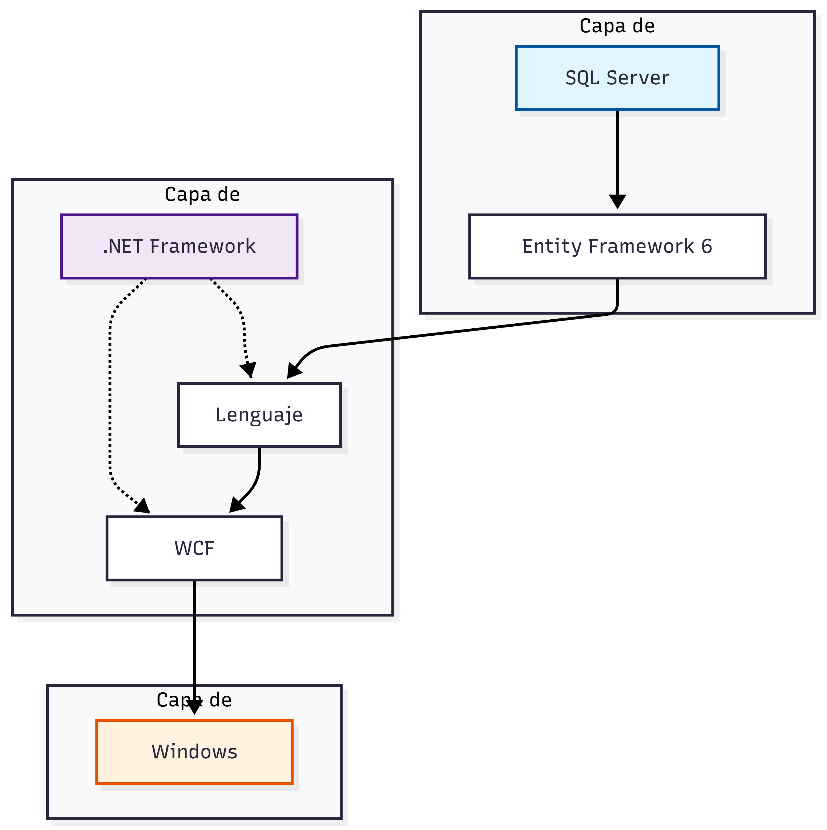 Capa de
SQL Server
Entity Framework 6
Capa de
.NET Framework
Lenguaje
WCF
Capa de
Windows